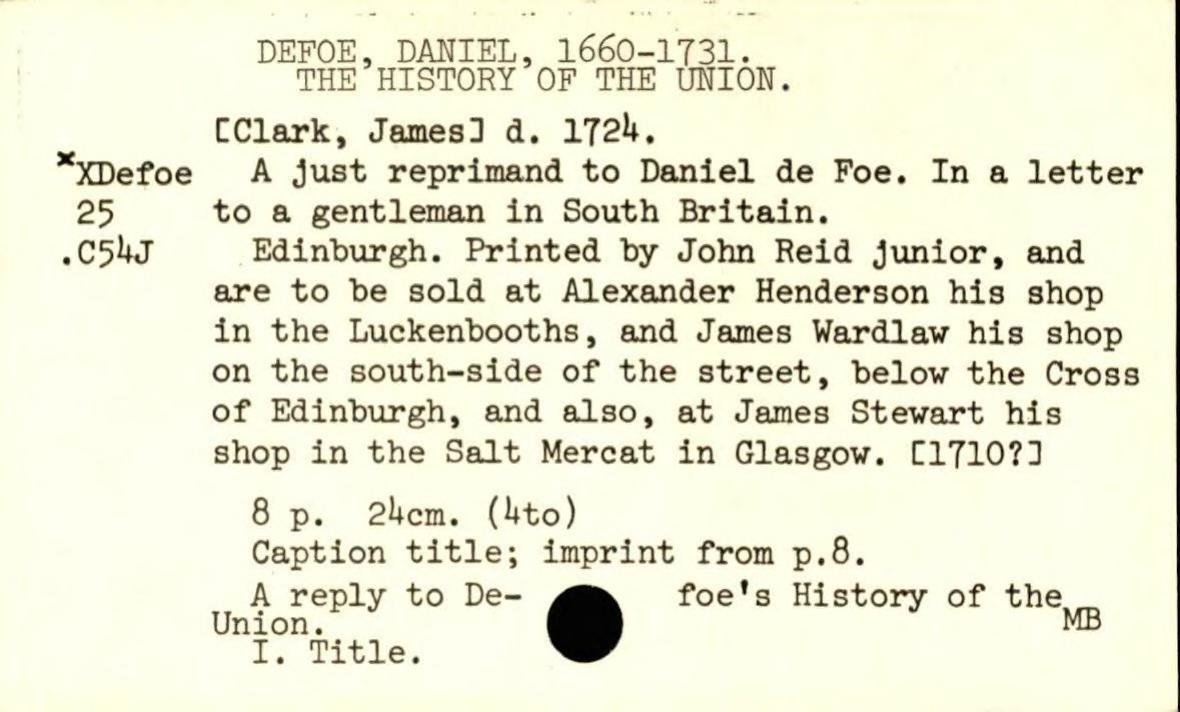 DEFOE, DANIEL, 1660-1731.
THE HISTORY OF THE UNION.
[Clark, James] d. 1724.
*XDefoe A just reprimand to Daniel de Foe. In a letter
25 to a gentleman in South Britain.
.C54J Edinburgh. Printed by John Reid junior, and
are to be sold at Alexander Henderson his shop
in the Luckenbooths, and James Wardlaw his shop
on the south-side of the street, below the Cross
of Edinburgh, and also, at James Stewart his
shop in the Salt Mercat in Glasgow. [1710?]
8 p. 24cm. (4to)
Caption title; imprint from p.8.
A reply to De- foe's History of the
Union. MB
I. Title.